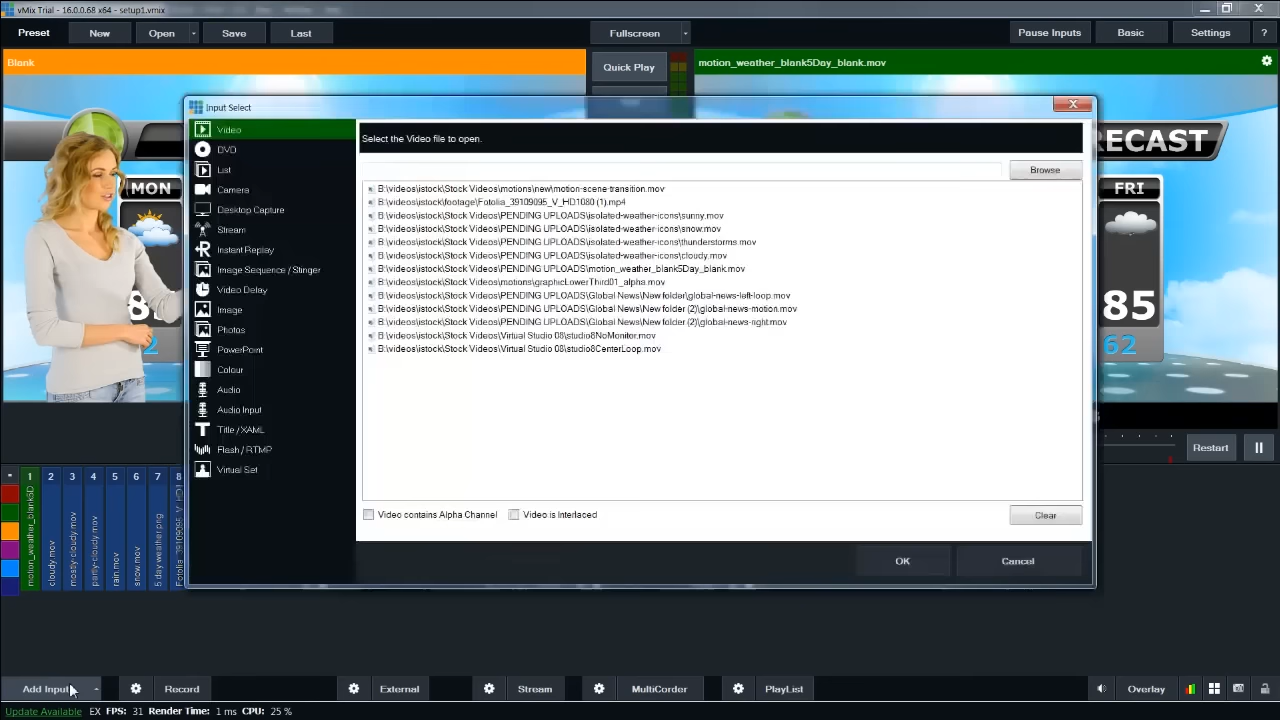 vMix Trial - 16.0.0.68 x64 - setup1.vmix
Preset New Open Save Last Fullscreen Pause Inputs Basic Settings ?
Blank
Quick Play
motion_weather_blank5Day_blank.mov
Input Select
Video
DVD
List
Camera
Desktop Capture
Stream
Instant Replay
Image Sequence / Stinger
Video Delay
Image
Photos
PowerPoint
Colour
Audio
Audio Input
Title / XAML
Flash / RTMP
Virtual Set
Select the Video file to open.
Browse
B:\videos\istock\Stock Videos\motions\new\motion-scene-transition.mov
B:\videos\istock\footage\Fotolia_39109095_V_HD1080 (1).mp4
B:\videos\istock\Stock Videos\PENDING UPLOADS\isolated-weather-icons\sunny.mov
B:\videos\istock\Stock Videos\PENDING UPLOADS\isolated-weather-icons\snow.mov
B:\videos\istock\Stock Videos\PENDING UPLOADS\isolated-weather-icons\thunderstorms.mov
B:\videos\istock\Stock Videos\PENDING UPLOADS\isolated-weather-icons\cloudy.mov
B:\videos\istock\Stock Videos\PENDING UPLOADS\motion_weather_blank5Day_blank.mov
B:\videos\istock\Stock Videos\motions\graphicLowerThird01_alpha.mov
B:\videos\istock\Stock Videos\PENDING UPLOADS\Global News\New folder\global-news-left-loop.mov
B:\videos\istock\Stock Videos\PENDING UPLOADS\Global News\New folder (2)\global-news-motion.mov
B:\videos\istock\Stock Videos\PENDING UPLOADS\Global News\New folder (2)\global-news-right.mov
B:\videos\istock\Stock Videos\Virtual Studio 08\studio8NoMonitor.mov
B:\videos\istock\Stock Videos\Virtual Studio 08\studio8CenterLoop.mov
Video contains Alpha Channel Video is Interlaced Clear
OK Cancel
MON
RECAST
FRI
85
62
Restart
1 2 3 4 5 6 7 8
motion_weather_blank5D
cloudy.mov
mostly-cloudy.mov
partly-cloudy.mov
rain.mov
snow.mov
5 day weather.png
Fotolia_39109095_V_HD1
Add Input Record External Stream MultiCorder PlayList Overlay
Update Available EX FPS: 31 Render Time: 1 ms CPU: 25 %